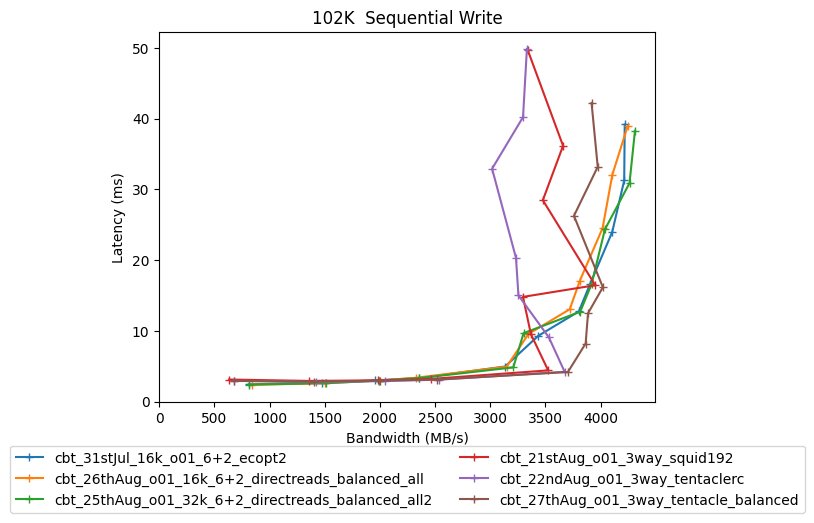 102K  Sequential Write
50
40
30
20
10
0
Latency (ms)
0 500 1000 1500 2000 2500 3000 3500 4000
Bandwidth (MB/s)
cbt_31stJul_16k_o01_6+2_ecopt2
cbt_26thAug_o01_16k_6+2_directreads_balanced_all
cbt_25thAug_o01_32k_6+2_directreads_balanced_all2
cbt_21stAug_o01_3way_squid192
cbt_22ndAug_o01_3way_tentaclerc
cbt_27thAug_o01_3way_tentacle_balanced